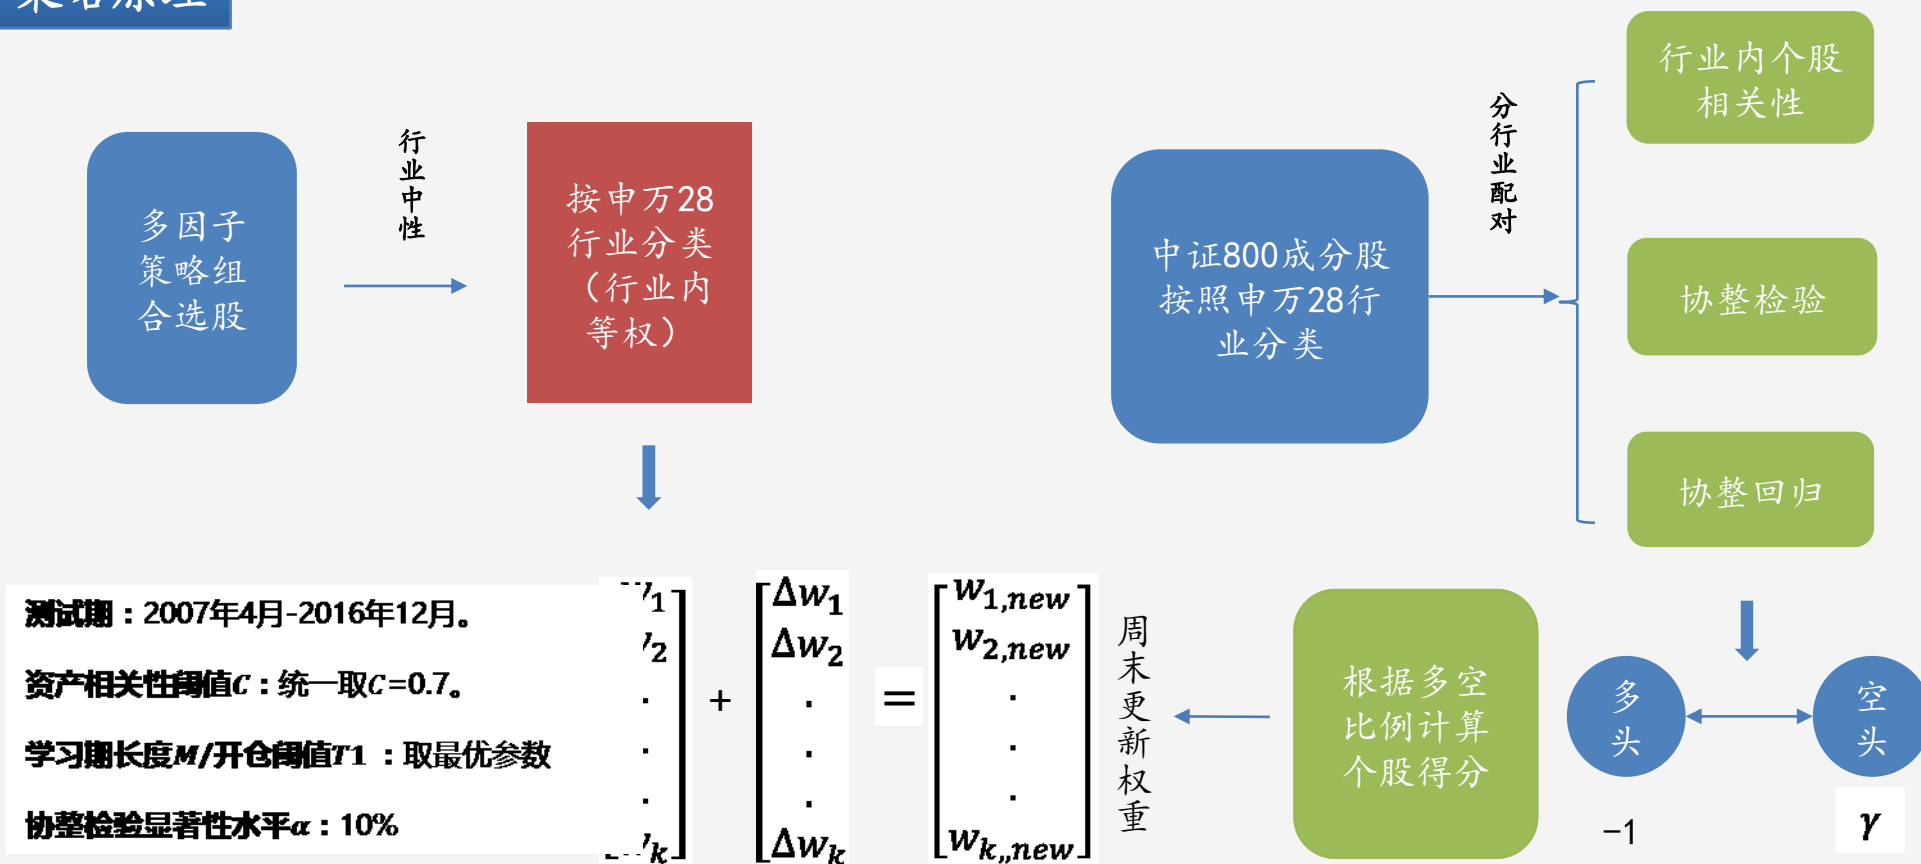 策略原理
多因子
策略组
合选股
行业中性
按申万28
行业分类
（行业内
等权）
中证800成分股
按照申万28行
业分类
分行业配对
行业内个股
相关性
协整检验
协整回归
多头
空头
-1
γ
根据多空
比例计算
个股得分
周末更新权重
测试期：2007年4月-2016年12月。
资产相关性阈值C：统一取C=0.7。
学习期长度M/开仓阈值T1：取最优参数
协整检验显著性水平α：10%
w1
w2
.
.
.
wk
+
Δw1
Δw2
.
.
.
Δwk
=
w1,new
w2,new
.
.
.
wk,,new